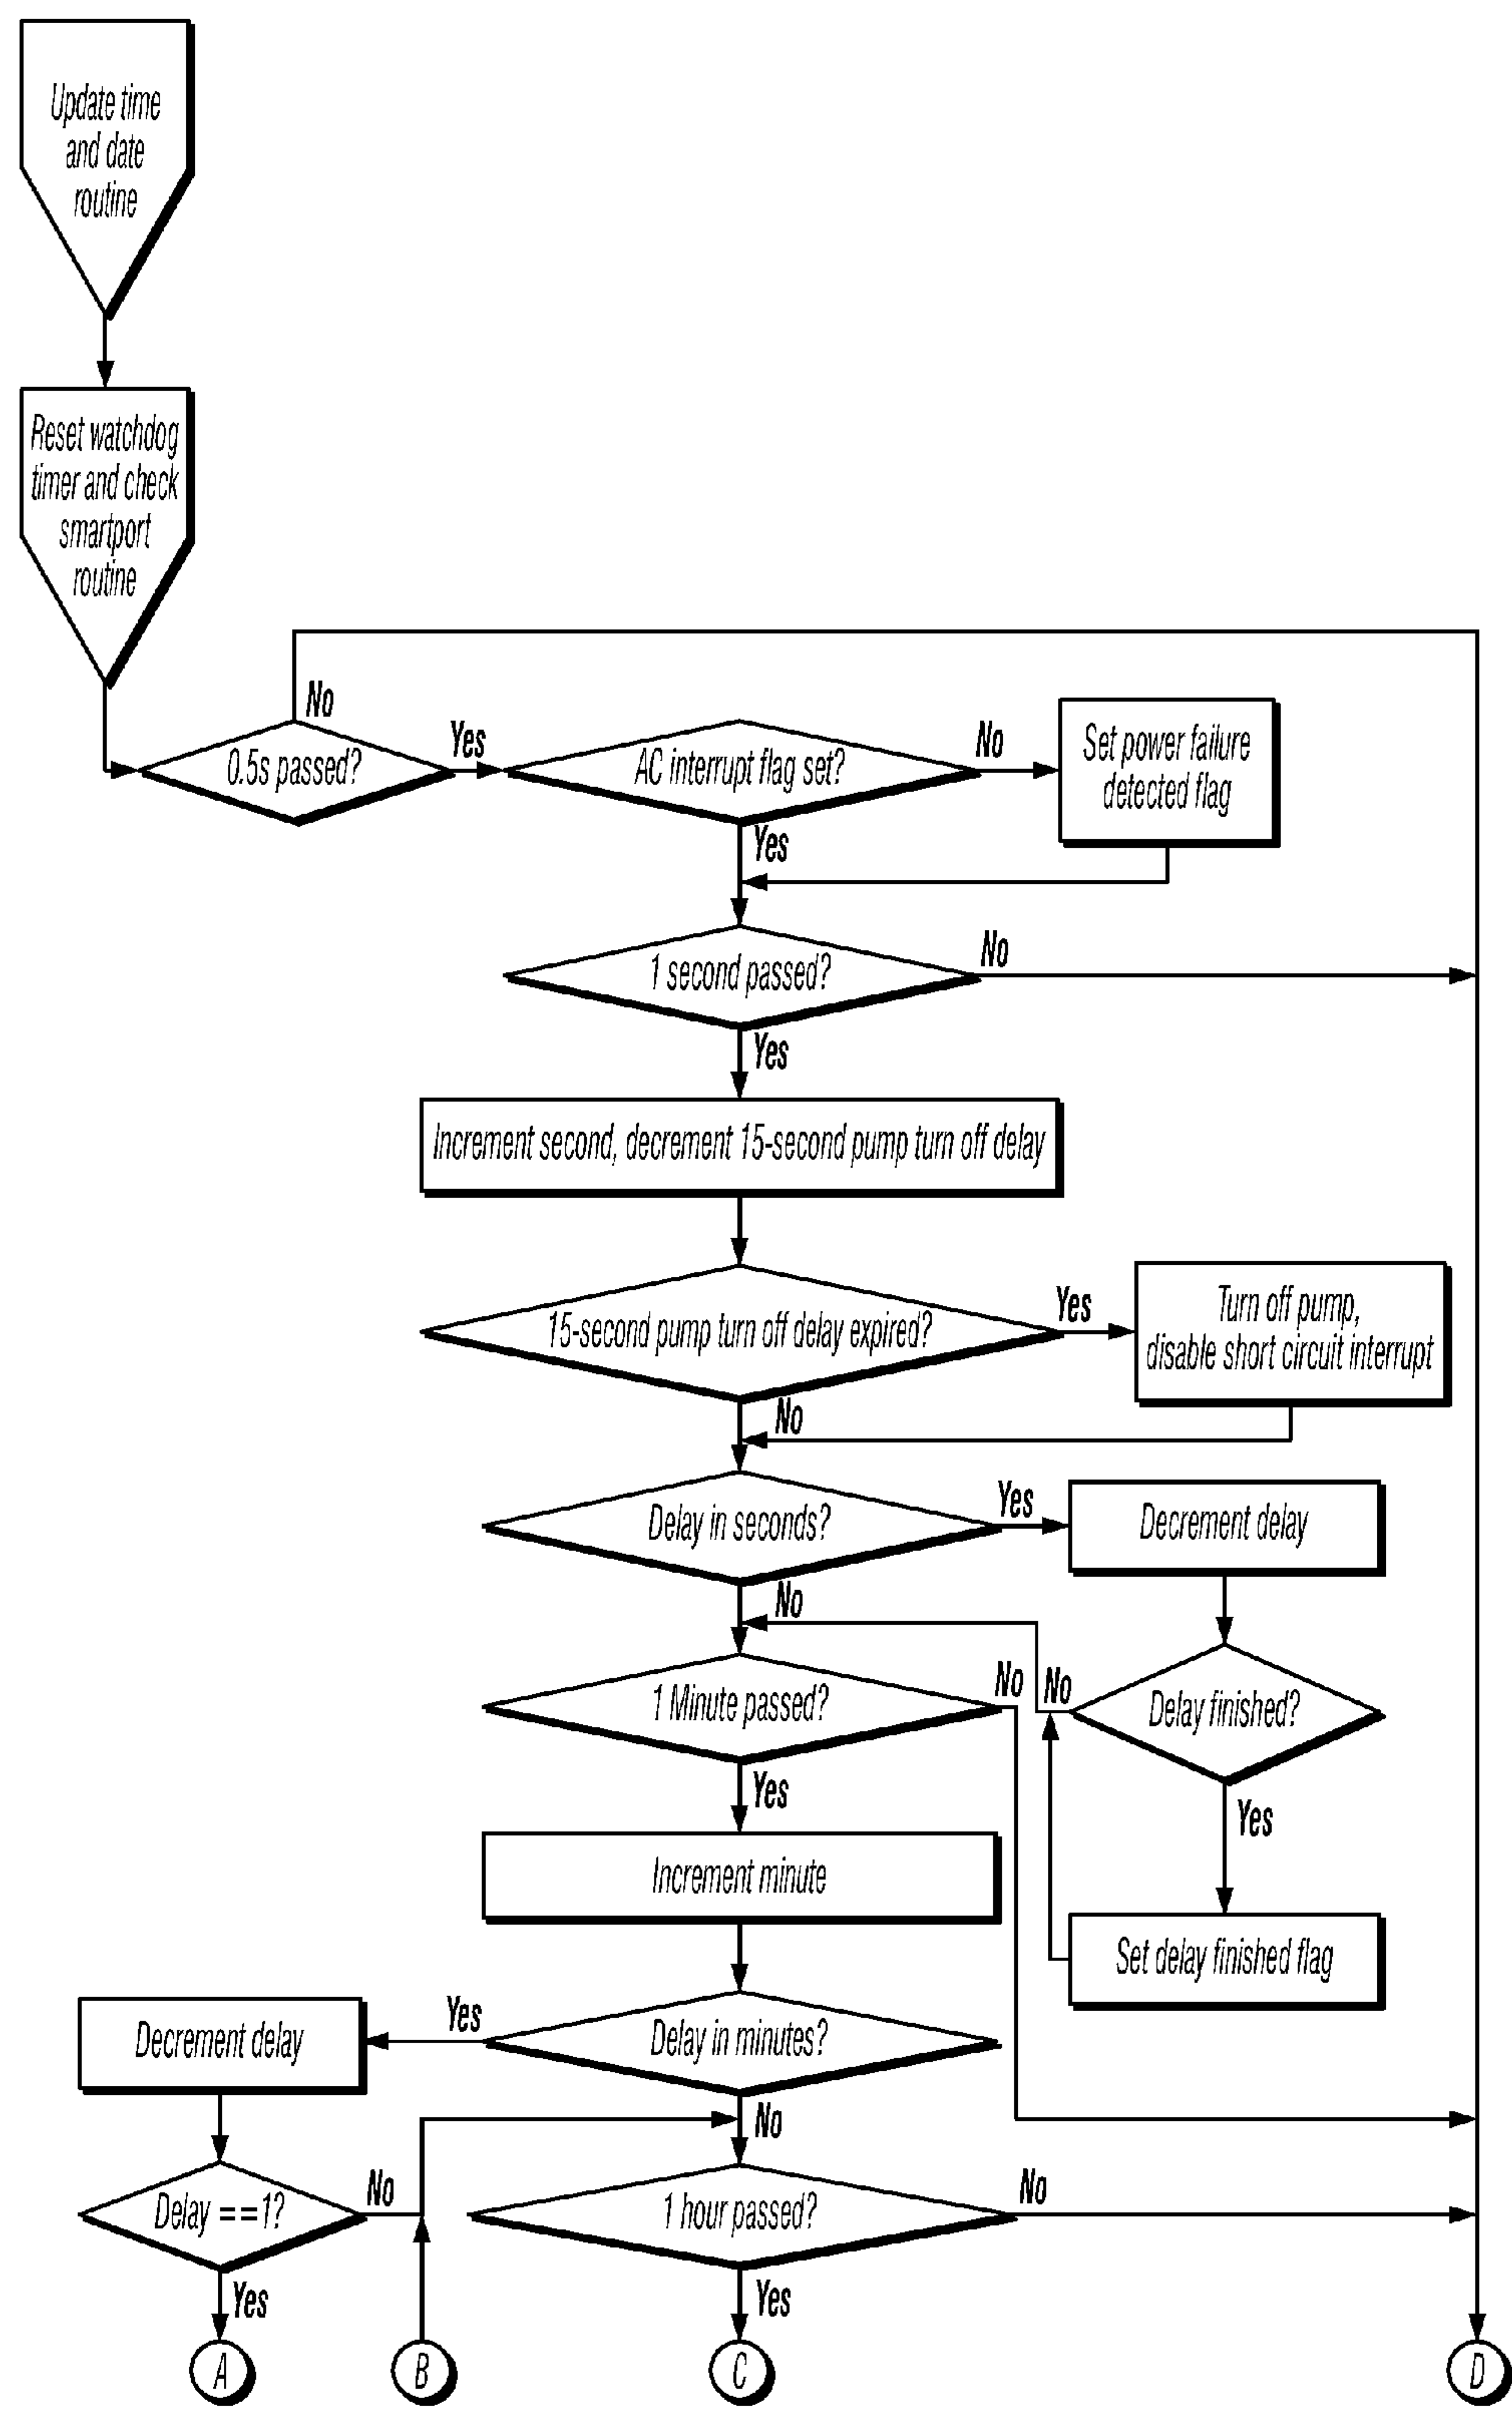 Update time
and date
routine
Reset watchdog
timer and check
smartport
routine
No
0.5s passed?
Yes
AC interrupt flag set?
No
Set power failure
detected flag
Yes
1 second passed?
No
Yes
Increment second, decrement 15-second pump turn off delay
15-second pump turn off delay expired?
Yes
Turn off pump,
disable short circuit interrupt
No
Delay in seconds?
Yes
Decrement delay
No
1 Minute passed?
No
No
Delay finished?
Yes
Yes
Increment minute
Set delay finished flag
Decrement delay
Yes
Delay in minutes?
No
Delay ==1?
No
1 hour passed?
No
Yes
Yes
A
B
C
D